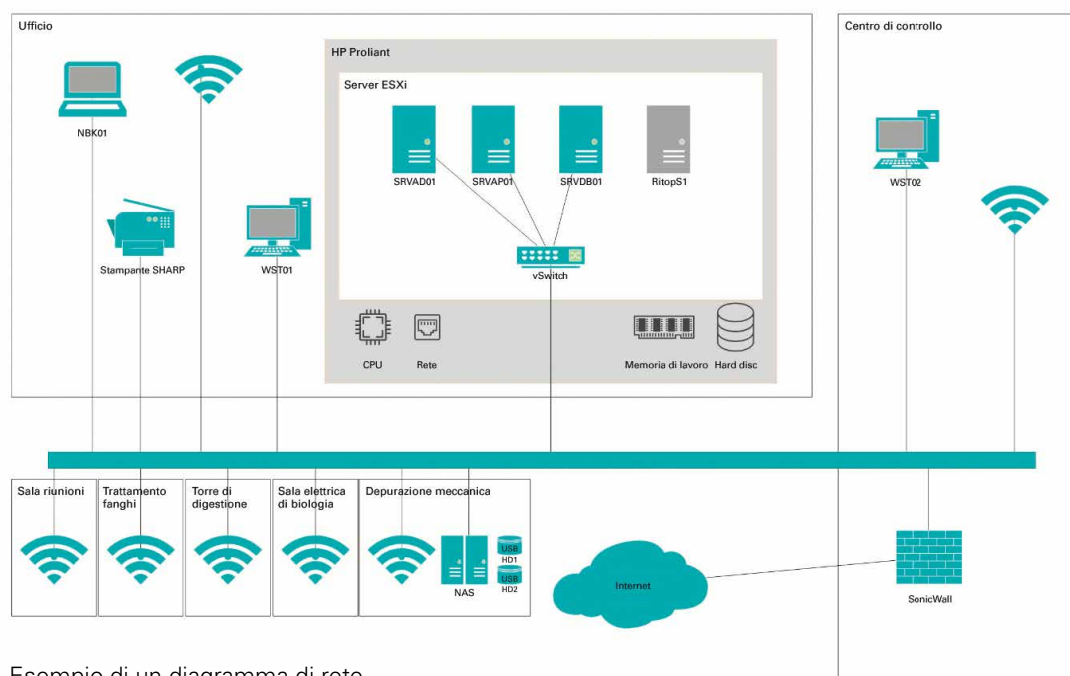 Ufficio
Centro di controllo
HP Proliant
Server ESXi
NBK01
SRVAD01
SRVAP01
SRVDB01
RitopS1
WST02
Stampante SHARP
WST01
vSwitch
CPU
Rete
Memoria di lavoro
Hard disc
Sala riunioni
Trattamento
fanghi
Torre di
digestione
Sala elettrica
di biologia
Depurazione meccanica
USB
HD1
USB
HD2
NAS
Internet
SonicWall
Esempio di un diagramma di rete